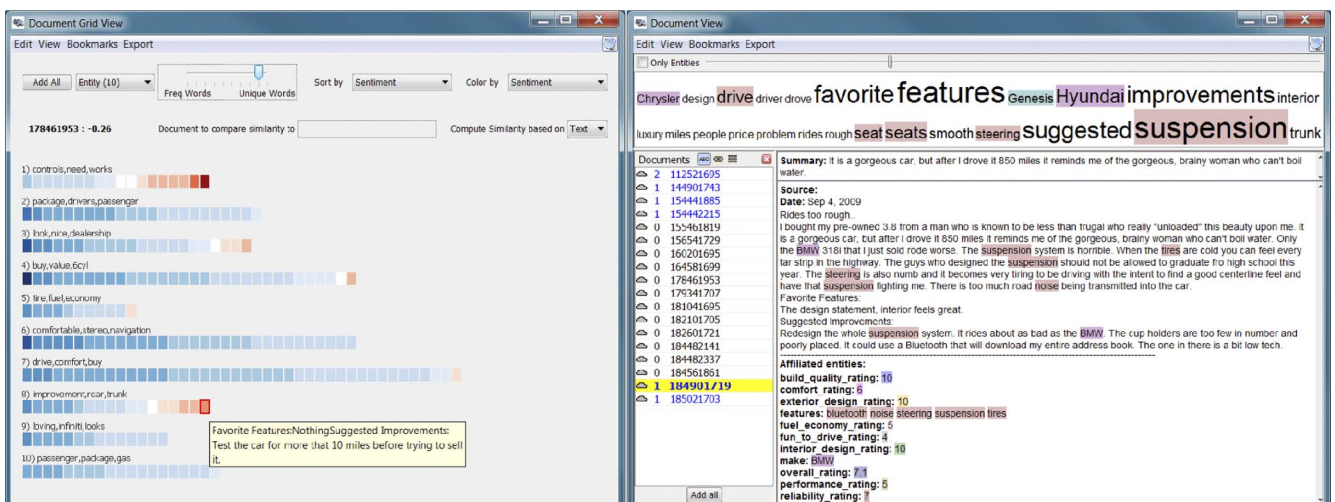 Document Grid View
Edit View Bookmarks Export
Add All Entity (10) Freq Words Unique Words Sort by Sentiment Color by Sentiment
178461953 : -0.26 Document to compare similarity to Compute Similarity based on Text
1) controls,need,works
2) package,drivers,passenger
3) look,nice,dealership
4) buy,value,6cyl
5) tire,fuel,economy
6) comfortable,stereo,navigation
7) drive,comfort,buy
8) improvement,rear,trunk
Favorite Features:NothingSuggested Improvements:
Test the car for more that 10 miles before trying to sell
it.
9) loving,infiniti,looks
10) passenger,package,gas
Document View
Edit View Bookmarks Export
Only Entities
Chrysler design drive driver drove favorite features Genesis Hyundai improvements interior
luxury miles people price problem rides rough seat seats smooth steering suggested suspension trunk
Documents ABC
2 112521695
1 144901743
1 154441885
1 154442215
0 155461819
0 156541729
0 160201695
0 164581699
0 178461953
0 179341707
0 181041695
0 182101705
0 182601721
0 184482141
0 184482337
0 184561861
1 184901719
1 185021703
Add all
Summary: It is a gorgeous car, but after I drove it 850 miles it reminds me of the gorgeous, brainy woman who can't boil
water.
Source:
Date: Sep 4, 2009
Rides too rough..
I bought my pre-owned 3.8 from a man who is known to be less than frugal who really "unloaded" this beauty upon me. It
is a gorgeous car, but after I drove it 850 miles it reminds me of the gorgeous, brainy woman who can't boil water. Only
the BMW 318i that I just sold rode worse. The suspension system is horrible. When the tires are cold you can feel every
tar strip in the highway. The guys who designed the suspension should not be allowed to graduate fro high school this
year. The steering is also numb and it becomes very tiring to be driving with the intent to find a good centerline feel and
have that suspension fighting me. There is too much road noise being transmitted into the car.
Favorite Features:
The design statement, interior feels great.
Suggested Improvements:
Redesign the whole suspension system. It rides about as bad as the BMW. The cup holders are too few in number and
poorly placed. It could use a Bluetooth that will download my entire address book. The one in there is a bit low tech.
Affiliated entities:
build_quality_rating: 10
comfort_rating: 6
exterior_design_rating: 10
features: bluetooth noise steering suspension tires
fuel_economy_rating: 5
fun_to_drive_rating: 4
interior_design_rating: 10
make: BMW
overall_rating: 7.1
performance_rating: 5
reliability_rating: 7